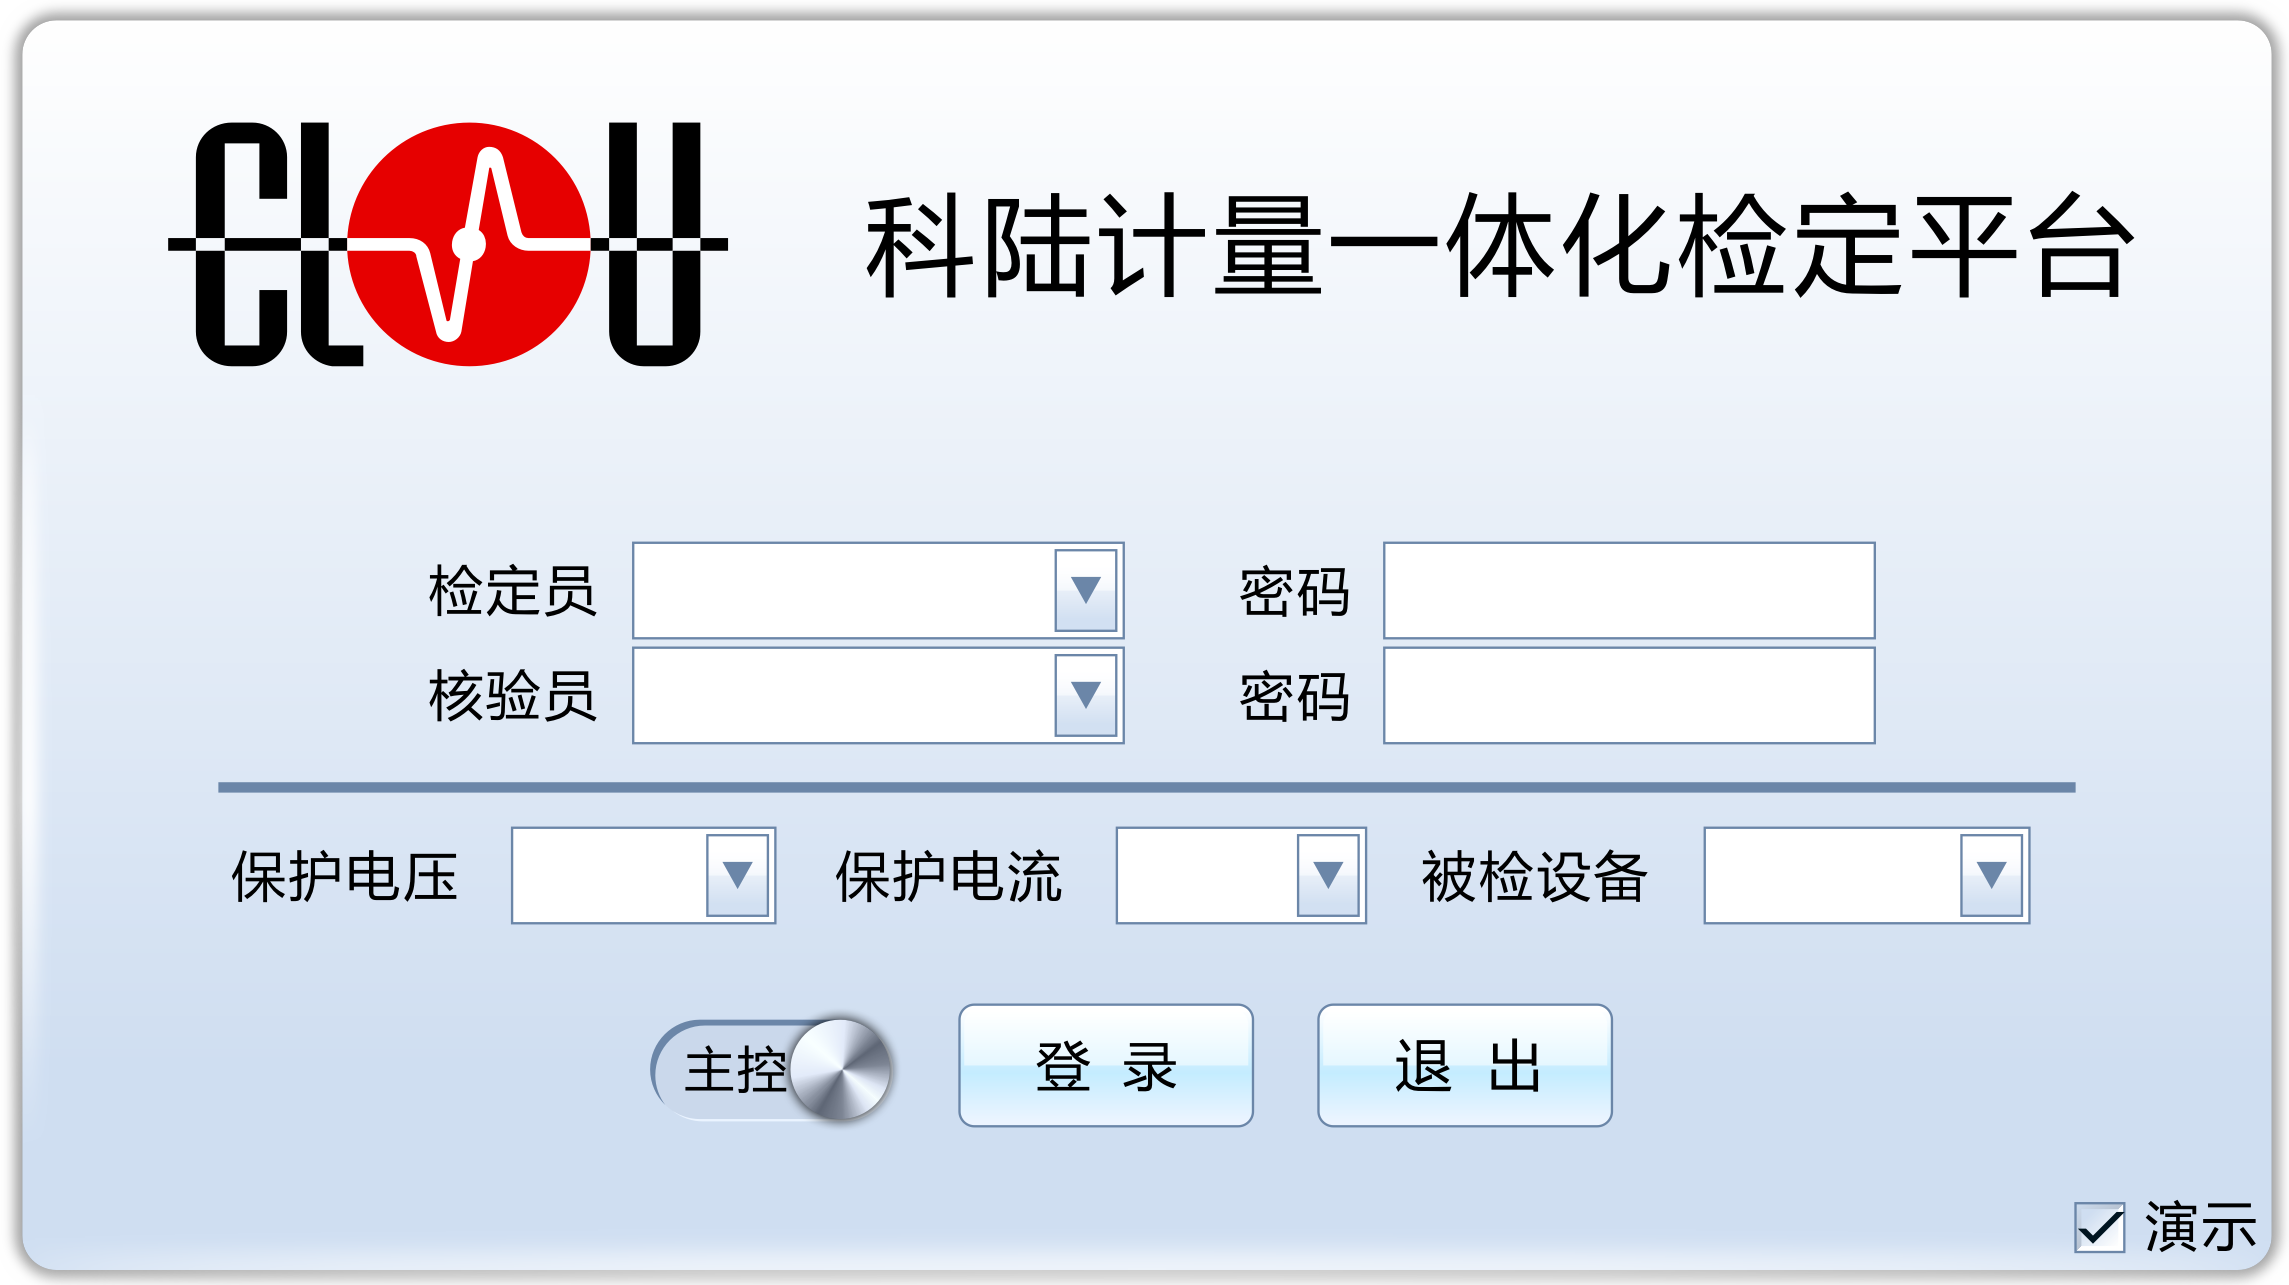 CLOU
科陆计量一体化检定平台
检定员 密码
核验员 密码
保护电压 保护电流 被检设备
主控 登 录 退 出
演示